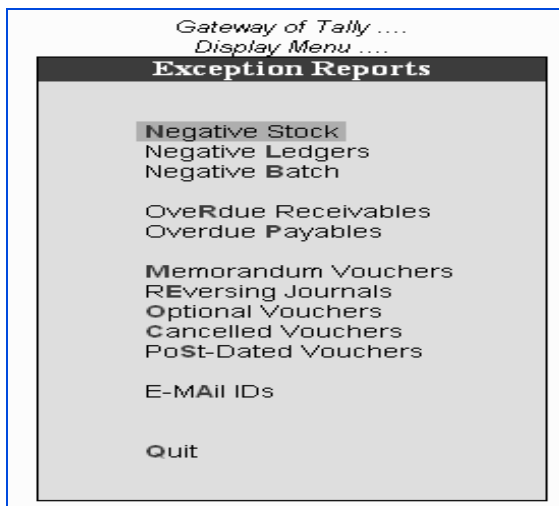 Gateway of Tally ....
Display Menu ....
Exception Reports
Negative Stock
Negative Ledgers
Negative Batch
OveRdue Receivables
Overdue Payables
Memorandum Vouchers
REversing Journals
Optional Vouchers
Cancelled Vouchers
PoSt-Dated Vouchers
E-MAil IDs
Quit